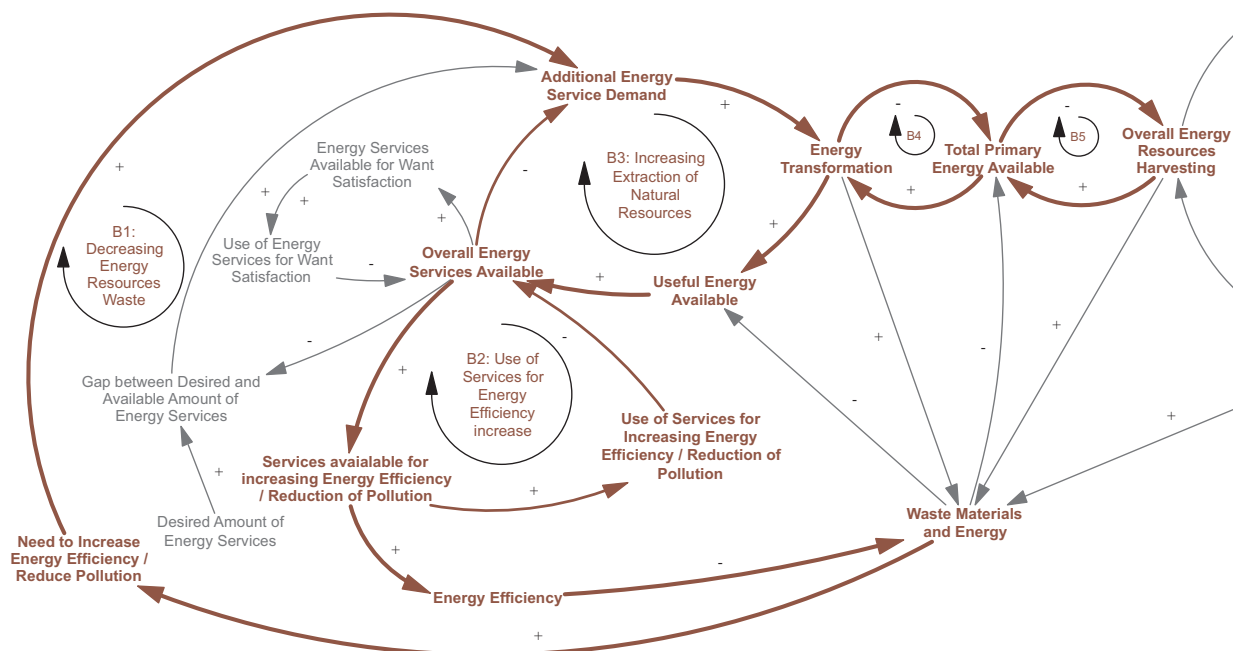 Additional Energy
Service Demand
+
-
-
Energy
Transformation
B4
Total Primary
Energy Available
B5
Overall Energy
Resources
Harvesting
+
+
Energy Services
Available for Want
Satisfaction
+
+
+
+
-
B3: Increasing
Extraction of
Natural
Resources
B1:
Decreasing
Energy
Resources
Waste
Use of Energy
Services for Want
Satisfaction
-
Overall Energy
Services Available
+
+
Useful Energy
Available
+
-
-
+
-
+
Gap between Desired and
Available Amount of
Energy Services
+
B2: Use of
Services for
Energy
Efficiency
increase
-
+
Use of Services for
Increasing Energy
Efficiency / Reduction of
Pollution
Services avaialable for
increasing Energy Efficiency
/ Reduction of Pollution
+
+
Desired Amount of
Energy Services
Waste Materials
and Energy
Need to Increase
Energy Efficiency /
Reduce Pollution
+
-
Energy Efficiency
+